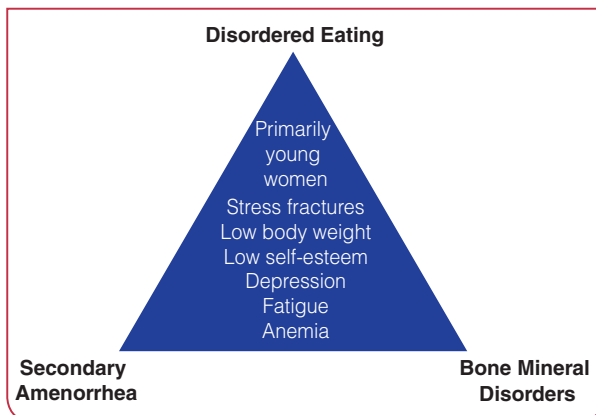 Disordered Eating
Primarily
young
women
Stress fractures
Low body weight
Low self-esteem
Depression
Fatigue
Anemia
Secondary
Amenorrhea
Bone Mineral
Disorders